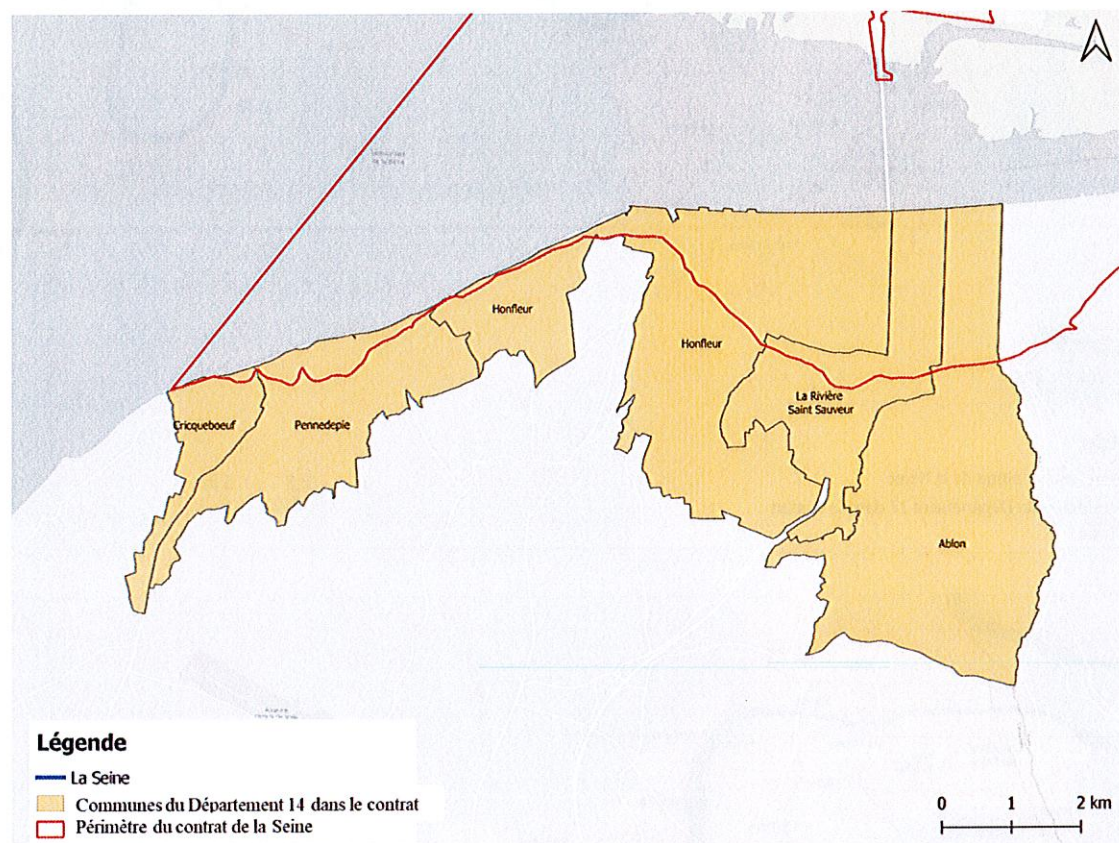 Honfleur
Honfleur
La Rivière
Saint Sauveur
Cricqueboeuf
Pennedepie
Ablon
Légende
La Seine
Communes du Département 14 dans le contrat
Périmètre du contrat de la Seine
0 1 2 km